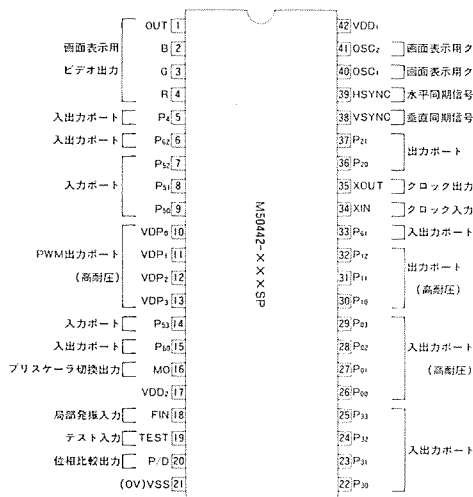 画面表示用
ビデオ出力
OUT 1
B 2
G 3
R 4
入出力ポート P₄ 5
入出力ポート P₆₂ 6
入力ポート
P₅₂ 7
P₅₁ 8
P₅₀ 9
PWM出力ポート
(高耐圧)
VDP₀ 10
VDP₁ 11
VDP₂ 12
VDP₃ 13
入力ポート P₅₃ 14
入出力ポート P₆₀ 15
プリスケーラ切換出力 MO 16
VDD₂ 17
局部発振入力 FIN 18
テスト入力 TEST 19
位相比較出力 P/D 20
(0V)VSS 21
M50442-×××SP
42 VDD₁
41 OSC₂ 画面表示用ク
40 OSC₁ 画面表示用ク
39 HSYNC 水平同期信号
38 VSYNC 垂直同期信号
37 P₂₁
36 P₂₀
出力ポート
35 XOUT クロック出力
34 XIN クロック入力
33 P₆₁ 入出力ポート
32 P₁₂
31 P₁₁
30 P₁₀
出力ポート
(高耐圧)
29 P₀₃
28 P₀₂
27 P₀₁
26 P₀₀
入出力ポート
(高耐圧)
25 P₃₃
24 P₃₂
23 P₃₁
22 P₃₀
入出力ポート